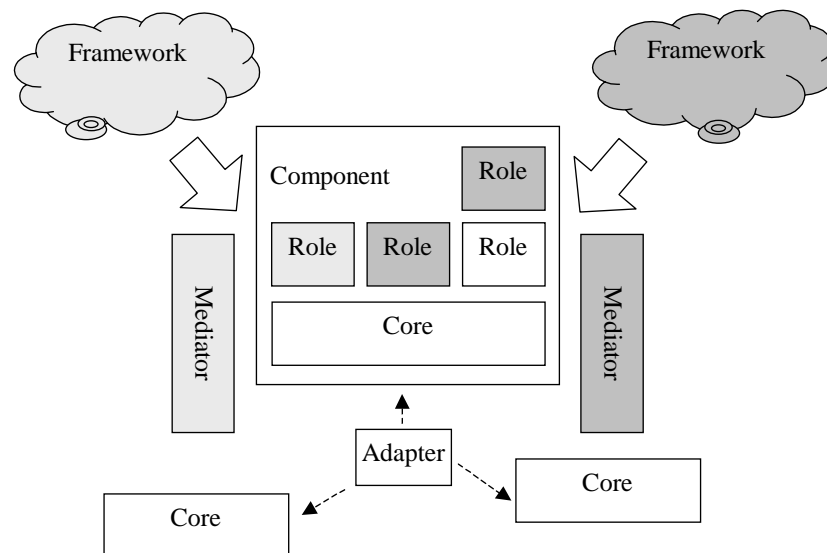 Framework
Framework
Component
Role
Role
Role
Role
Mediator
Mediator
Core
Adapter
Core
Core